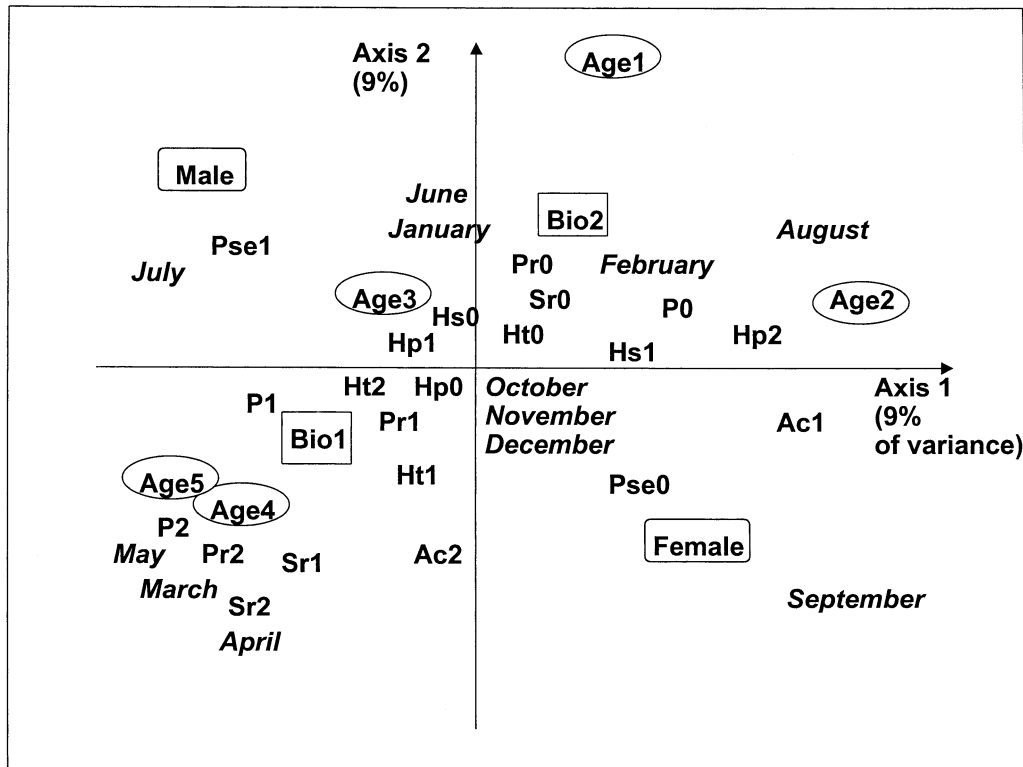 Axis 2
(9%)
Age1
Male
June
January
Bio2
August
Pse1
July
Pr0
February
Age3
Sr0
P0
Age2
Hs0
Hp1
Ht0
Hs1
Hp2
Ht2
Hp0
October
November
December
Axis 1
(9%
of variance)
P1
Pr1
Bio1
Ac1
Ht1
Age5
Age4
Pse0
P2
May
Pr2
Sr1
Ac2
Female
March
Sr2
September
April